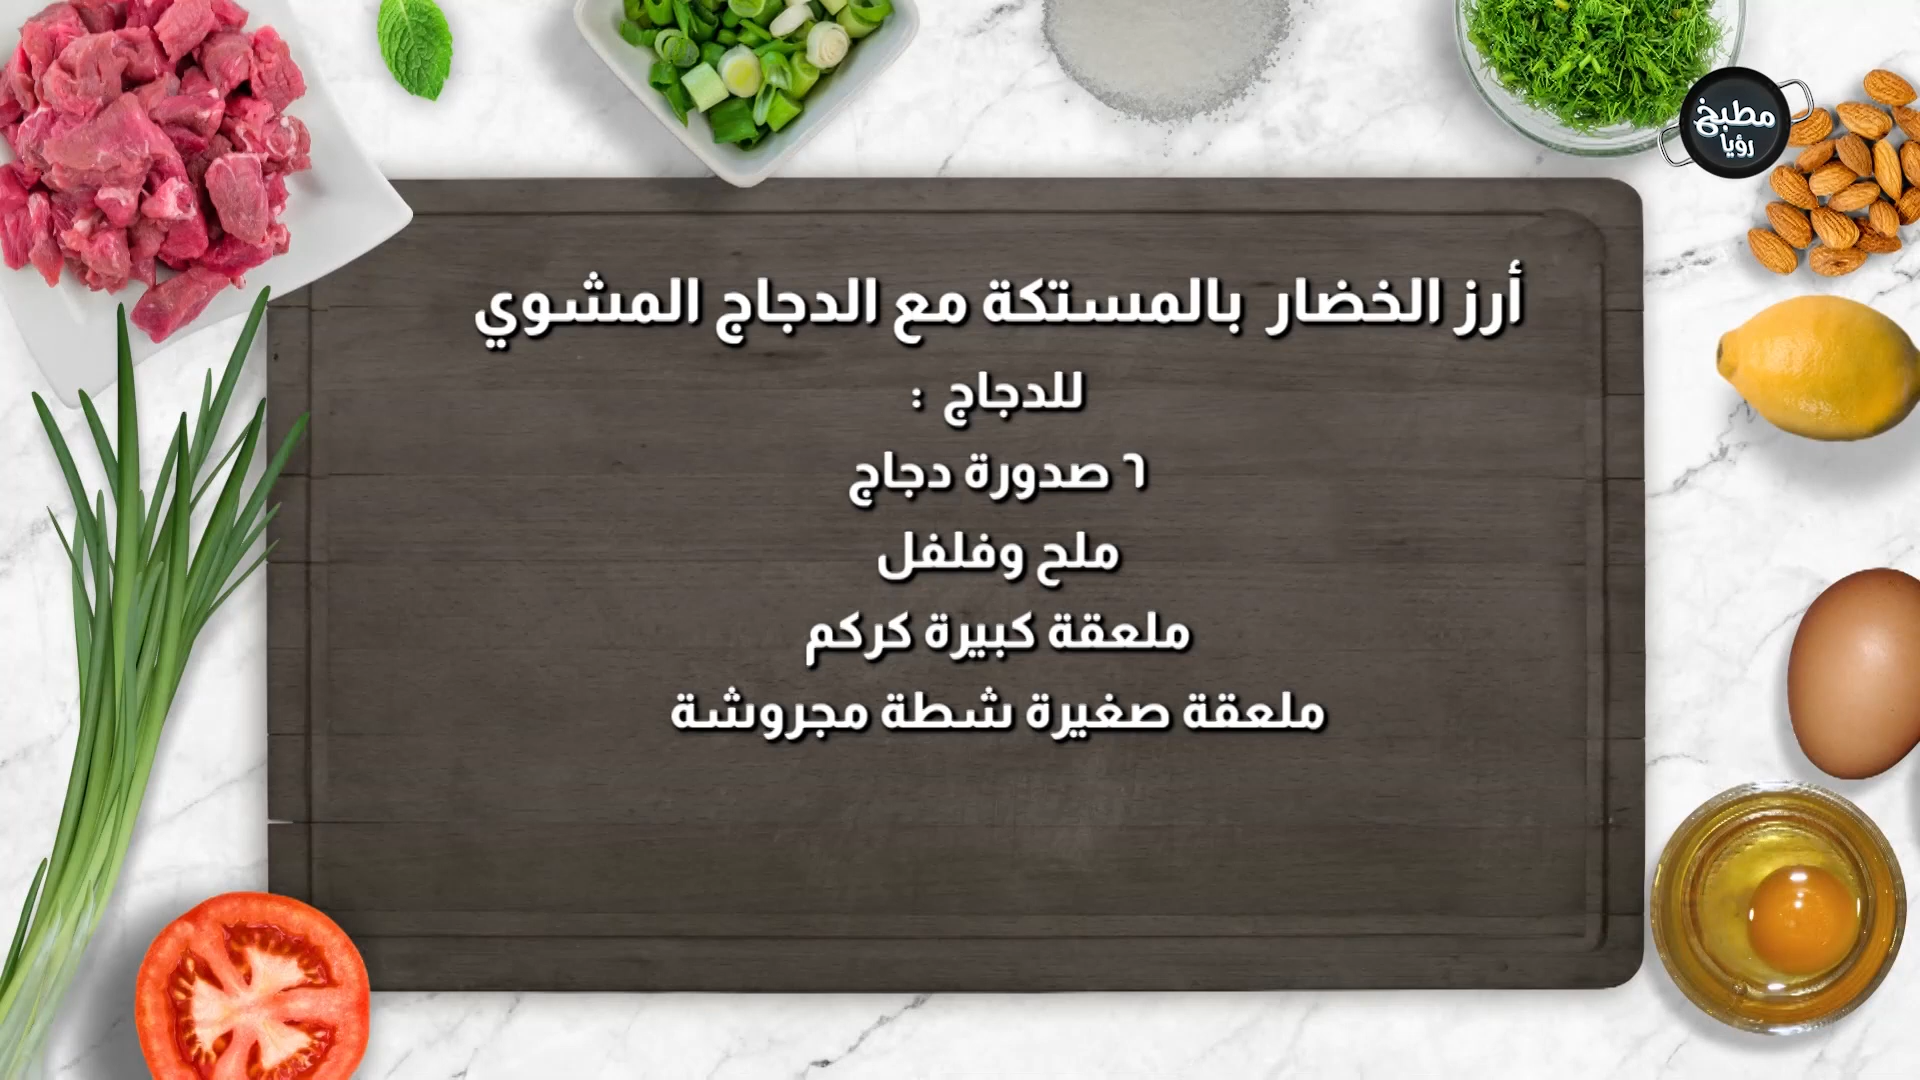 مطبخ
رؤيا
أرز الخضار بالمستكة مع الدجاج المشوي
للدجاج :
٦ صدورة دجاج
ملح وفلفل
ملعقة كبيرة كركم
ملعقة صغيرة شطة مجروشة